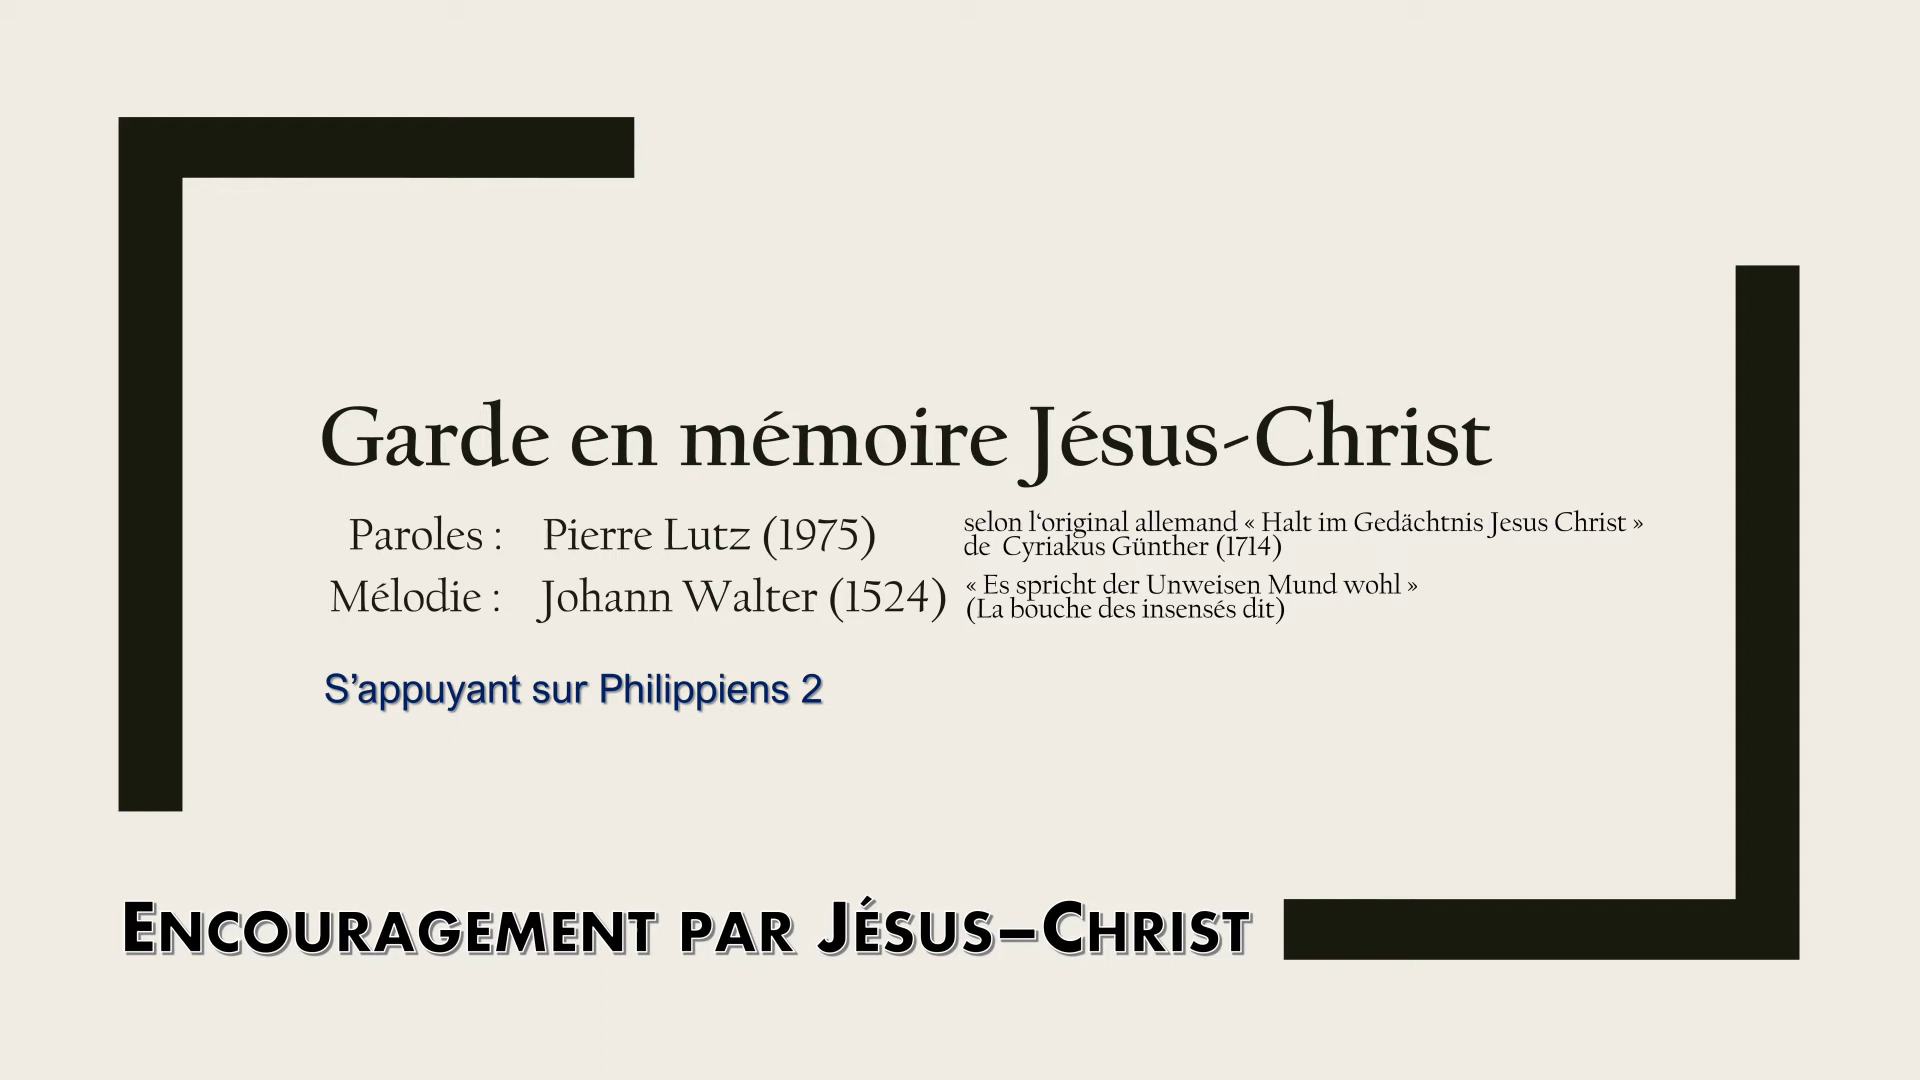 Garde en mémoire Jésus-Christ
Paroles : Pierre Lutz (1975) selon l‘original allemand « Halt im Gedächtnis Jesus Christ »
de Cyriakus Günther (1714)
Mélodie : Johann Walter (1524) « Es spricht der Unweisen Mund wohl »
(La bouche des insensés dit)
S’appuyant sur Philippiens 2
Encouragement par Jésus–Christ